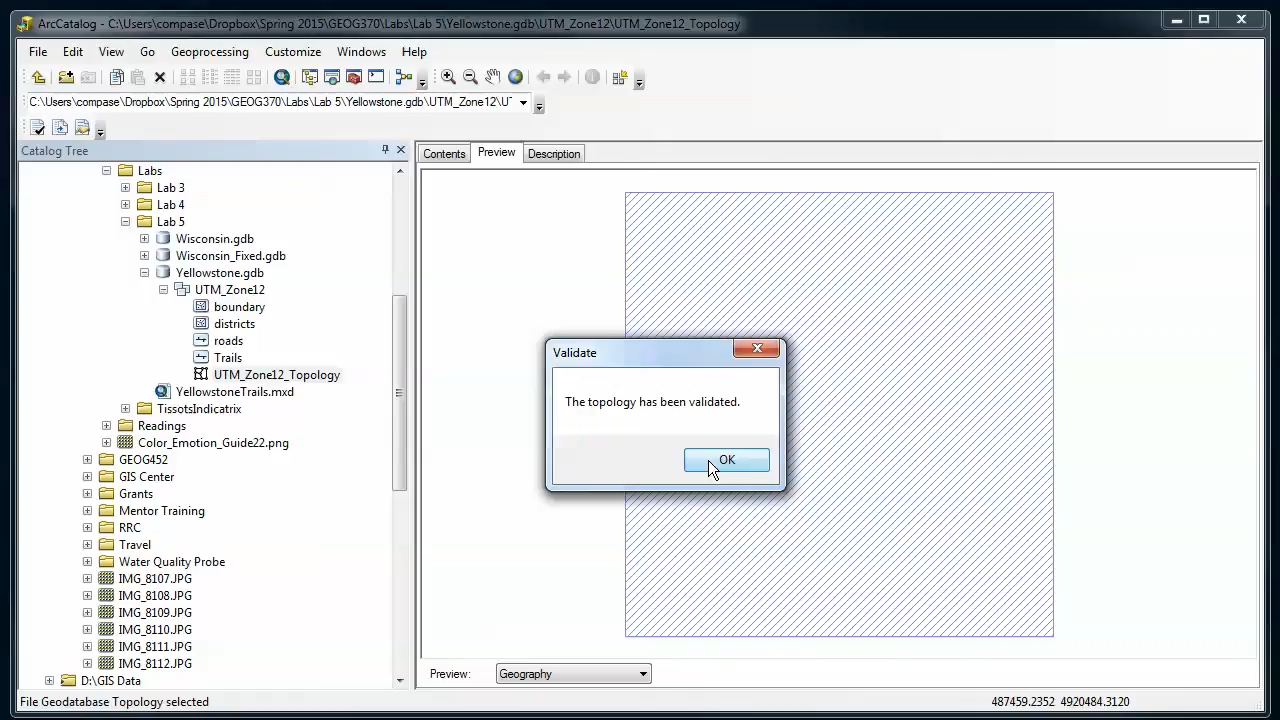 ArcCatalog - C:\Users\compase\Dropbox\Spring 2015\GEOG370\Labs\Lab 5\Yellowstone.gdb\UTM_Zone12\UTM_Zone12_Topology
File Edit View Go Geoprocessing Customize Windows Help
C:\Users\compase\Dropbox\Spring 2015\GEOG370\Labs\Lab 5\Yellowstone.gdb\UTM_Zone12\U
Catalog Tree
Contents Preview Description
Labs
Lab 3
Lab 4
Lab 5
Wisconsin.gdb
Wisconsin_Fixed.gdb
Yellowstone.gdb
UTM_Zone12
boundary
districts
roads
Trails
UTM_Zone12_Topology
YellowstoneTrails.mxd
TissotsIndicatrix
Readings
Color_Emotion_Guide22.png
GEOG452
GIS Center
Grants
Mentor Training
RRC
Travel
Water Quality Probe
IMG_8107.JPG
IMG_8108.JPG
IMG_8109.JPG
IMG_8110.JPG
IMG_8111.JPG
IMG_8112.JPG
D:\GIS Data
Validate
The topology has been validated.
OK
Preview: Geography
File Geodatabase Topology selected
487459.2352 4920484.3120